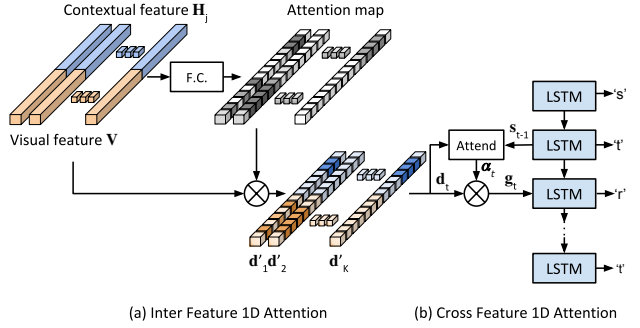 Contextual feature H_j
Attention map
F.C.
Visual feature V
LSTM
's'
s_t-1
Attend
LSTM
't'
α_t
d_t
g_t
LSTM
'r'
LSTM
't'
d'_1 d'_2
d'_K
(a) Inter Feature 1D Attention
(b) Cross Feature 1D Attention